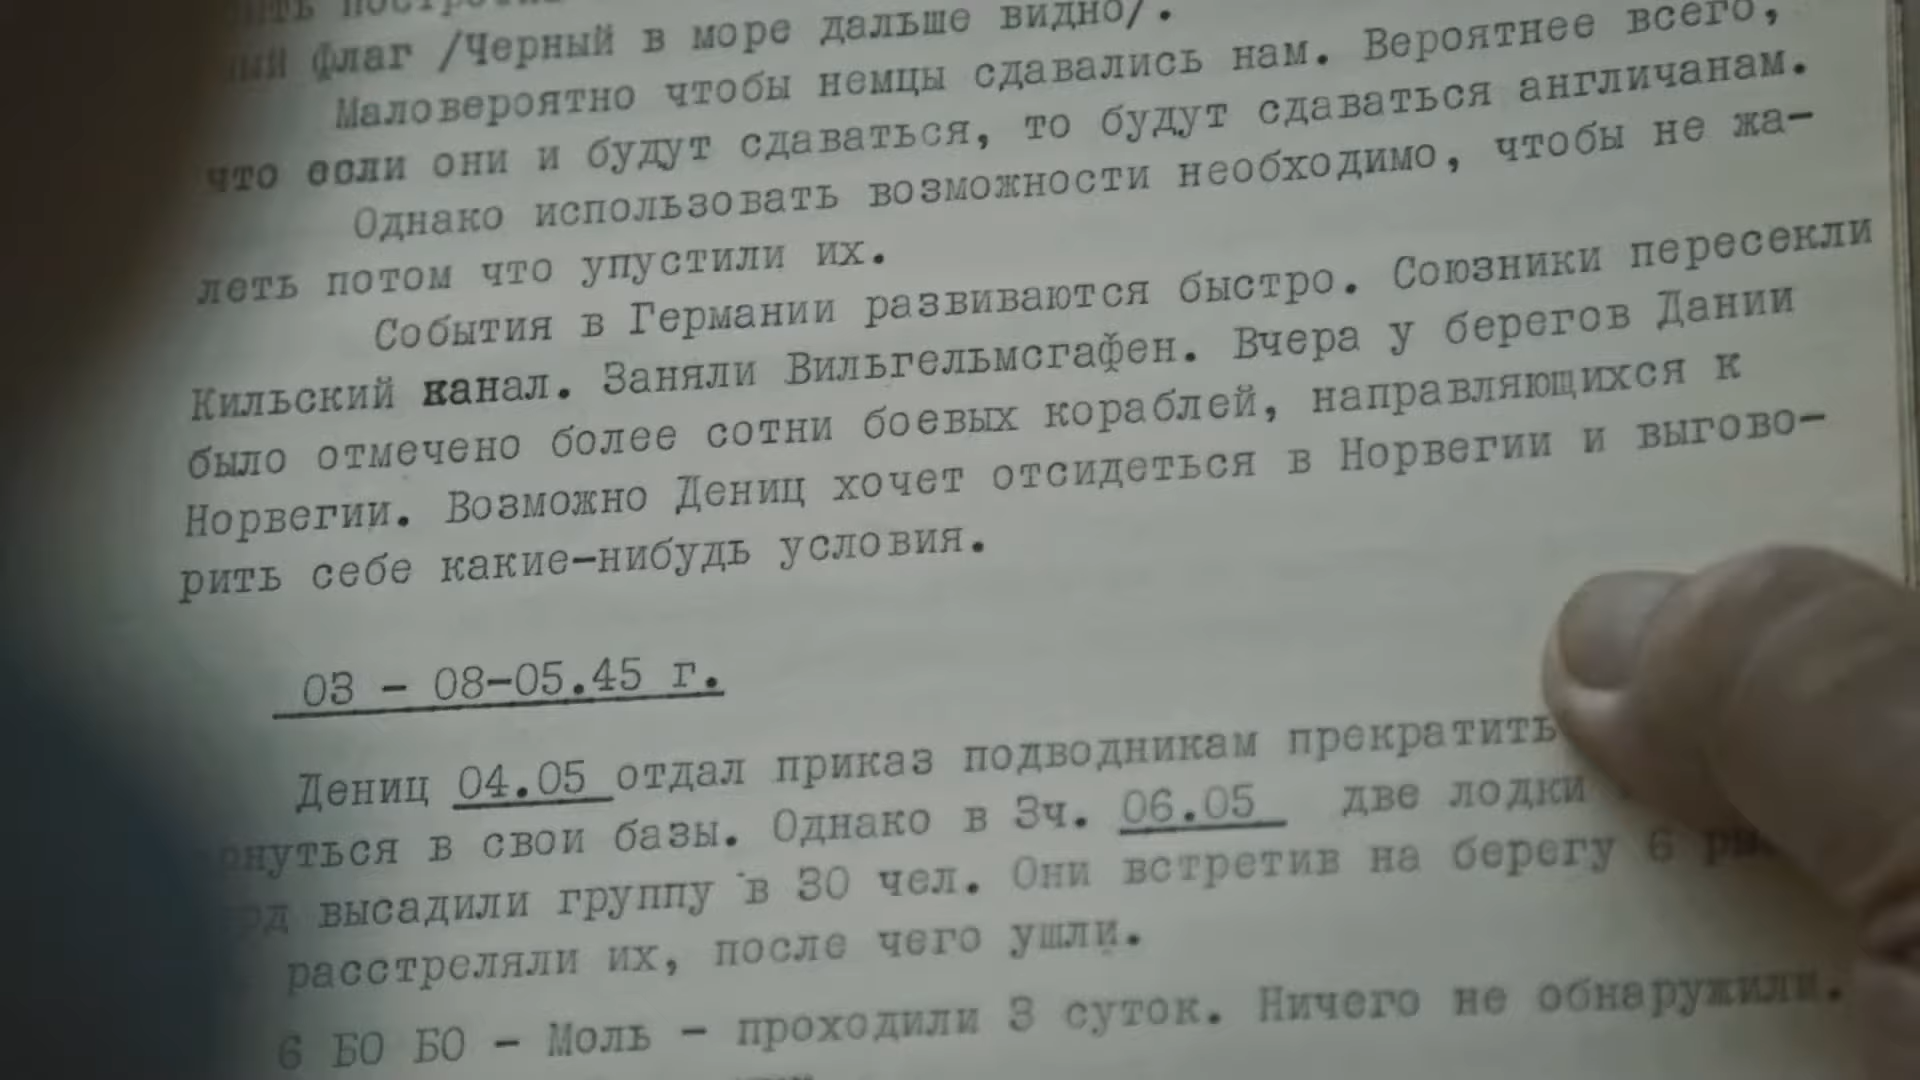 флаг /Черный в море дальше видно/.
Маловероятно чтобы немцы сдавались нам. Вероятнее всего,
что если они и будут сдаваться, то будут сдаваться англичанам.
Однако использовать возможности необходимо, чтобы не жа-
леть потом что упустили их.
События в Германии развиваются быстро. Союзники пересекли
Кильский канал. Заняли Вильгельмсгафен. Вчера у берегов Дании
было отмечено более сотни боевых кораблей, направляющихся к
Норвегии. Возможно Дениц хочет отсидеться в Норвегии и выгово-
рить себе какие-нибудь условия.
03 - 08-05.45 г.
Дениц 04.05 отдал приказ подводникам прекратить
в свои базы. Однако в 3ч. 06.05 две лодки
высадили группу в 30 чел. Они встретив на берегу 6
расстреляли их, после чего ушли.
6 БО БО - Моль - проходили 3 суток. Ничего не обнаружили.